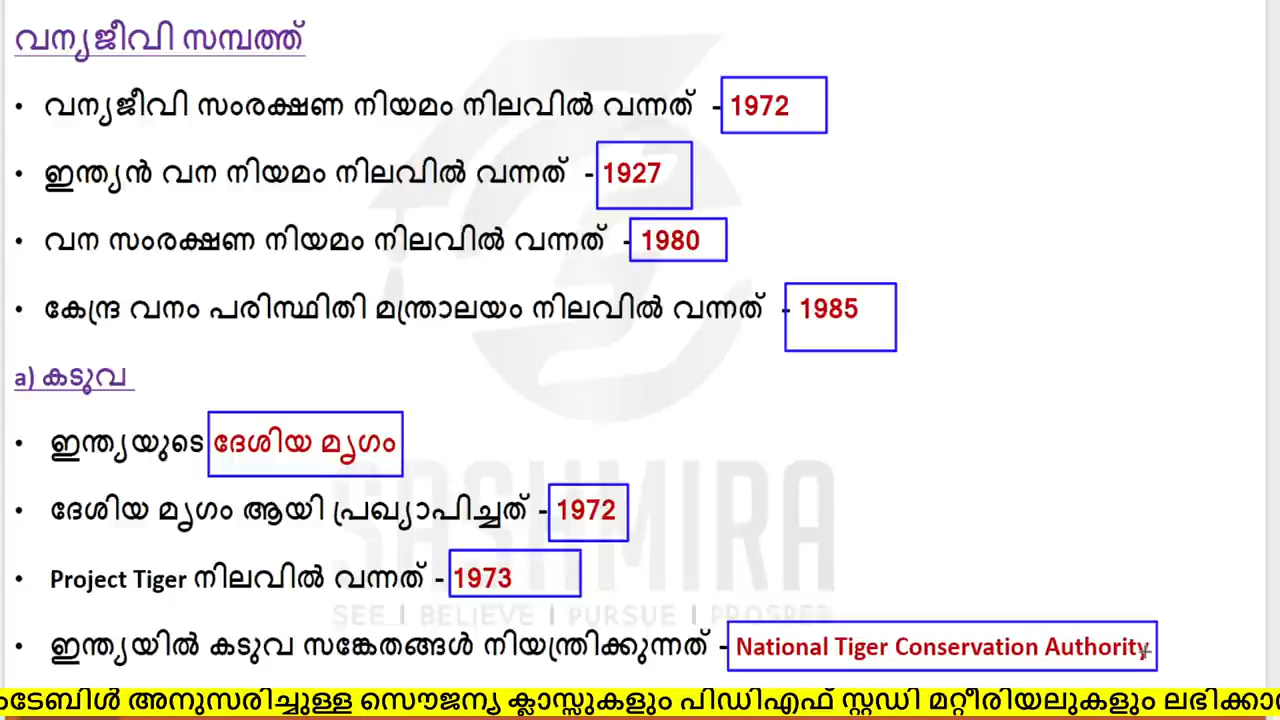 വന്യജീവി സമ്പത്ത്
• വന്യജീവി സംരക്ഷണ നിയമം നിലവിൽ വന്നത് - 1972
• ഇന്ത്യൻ വന നിയമം നിലവിൽ വന്നത് - 1927
• വന സംരക്ഷണ നിയമം നിലവിൽ വന്നത് - 1980
• കേന്ദ്ര വനം പരിസ്ഥിതി മന്ത്രാലയം നിലവിൽ വന്നത് - 1985
a) കടുവ
• ഇന്ത്യയുടെ ദേശിയ മൃഗം
• ദേശിയ മൃഗം ആയി പ്രഖ്യാപിച്ചത് - 1972
• Project Tiger നിലവിൽ വന്നത് - 1973
SASHMIRA
SEE | BELIEVE | PURSUE | PROSPER
• ഇന്ത്യയിൽ കടുവ സങ്കേതങ്ങൾ നിയന്ത്രിക്കുന്നത് - National Tiger Conservation Authority
അനുസരിച്ചുള്ള സൌജന്യ ക്ലാസ്സുകളും പിഡിഎഫ് സ്റ്റഡി മറ്റീരിയലുകളും